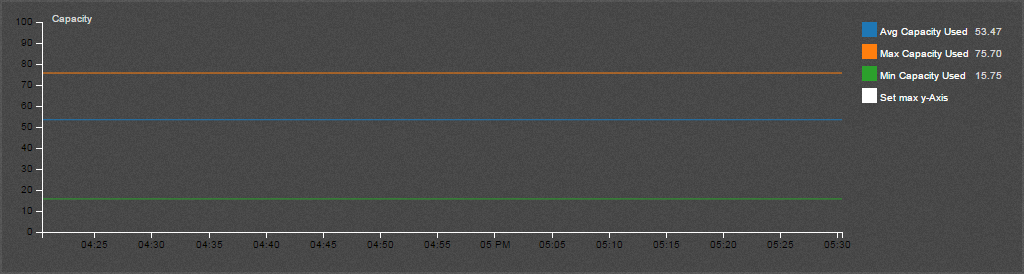 Capacity
100
90
80
70
60
50
40
30
20
10
0
04:25 04:30 04:35 04:40 04:45 04:50 04:55 05 PM 05:05 05:10 05:15 05:20 05:25 05:30
Avg Capacity Used 53.47
Max Capacity Used 75.70
Min Capacity Used 15.75
Set max y-Axis